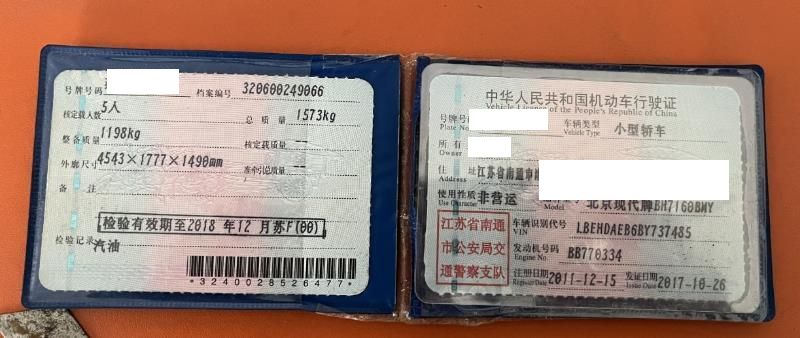 号牌号码 档案编号 320600249066
核定载人数 5人 总质量 1573kg
整备质量 1198kg 核定载质量 --
外廓尺寸 4543×1777×1490mm 准牵引总质量 --
备注
检验有效期至2018 年 12 月苏F(00)
检验记录 汽油
*3240028526477*
中华人民共和国机动车行驶证
Vehicle License of the People's Republic of China
号牌号 车辆类型 小型轿车
Plate No. Vehicle Type
所有
Owner
住址 江苏省南通市
Address
使用性质 非营运 北京现代牌BH7160BMY
Use Character Model
江苏省南通市公安局交通警察支队
车辆识别代号 LBEHDAEB6BY737485
VIN
发动机号码 BB770334
Engine No.
注册日期 2011-12-15 发证日期 2017-10-26
Register Date Issue Date